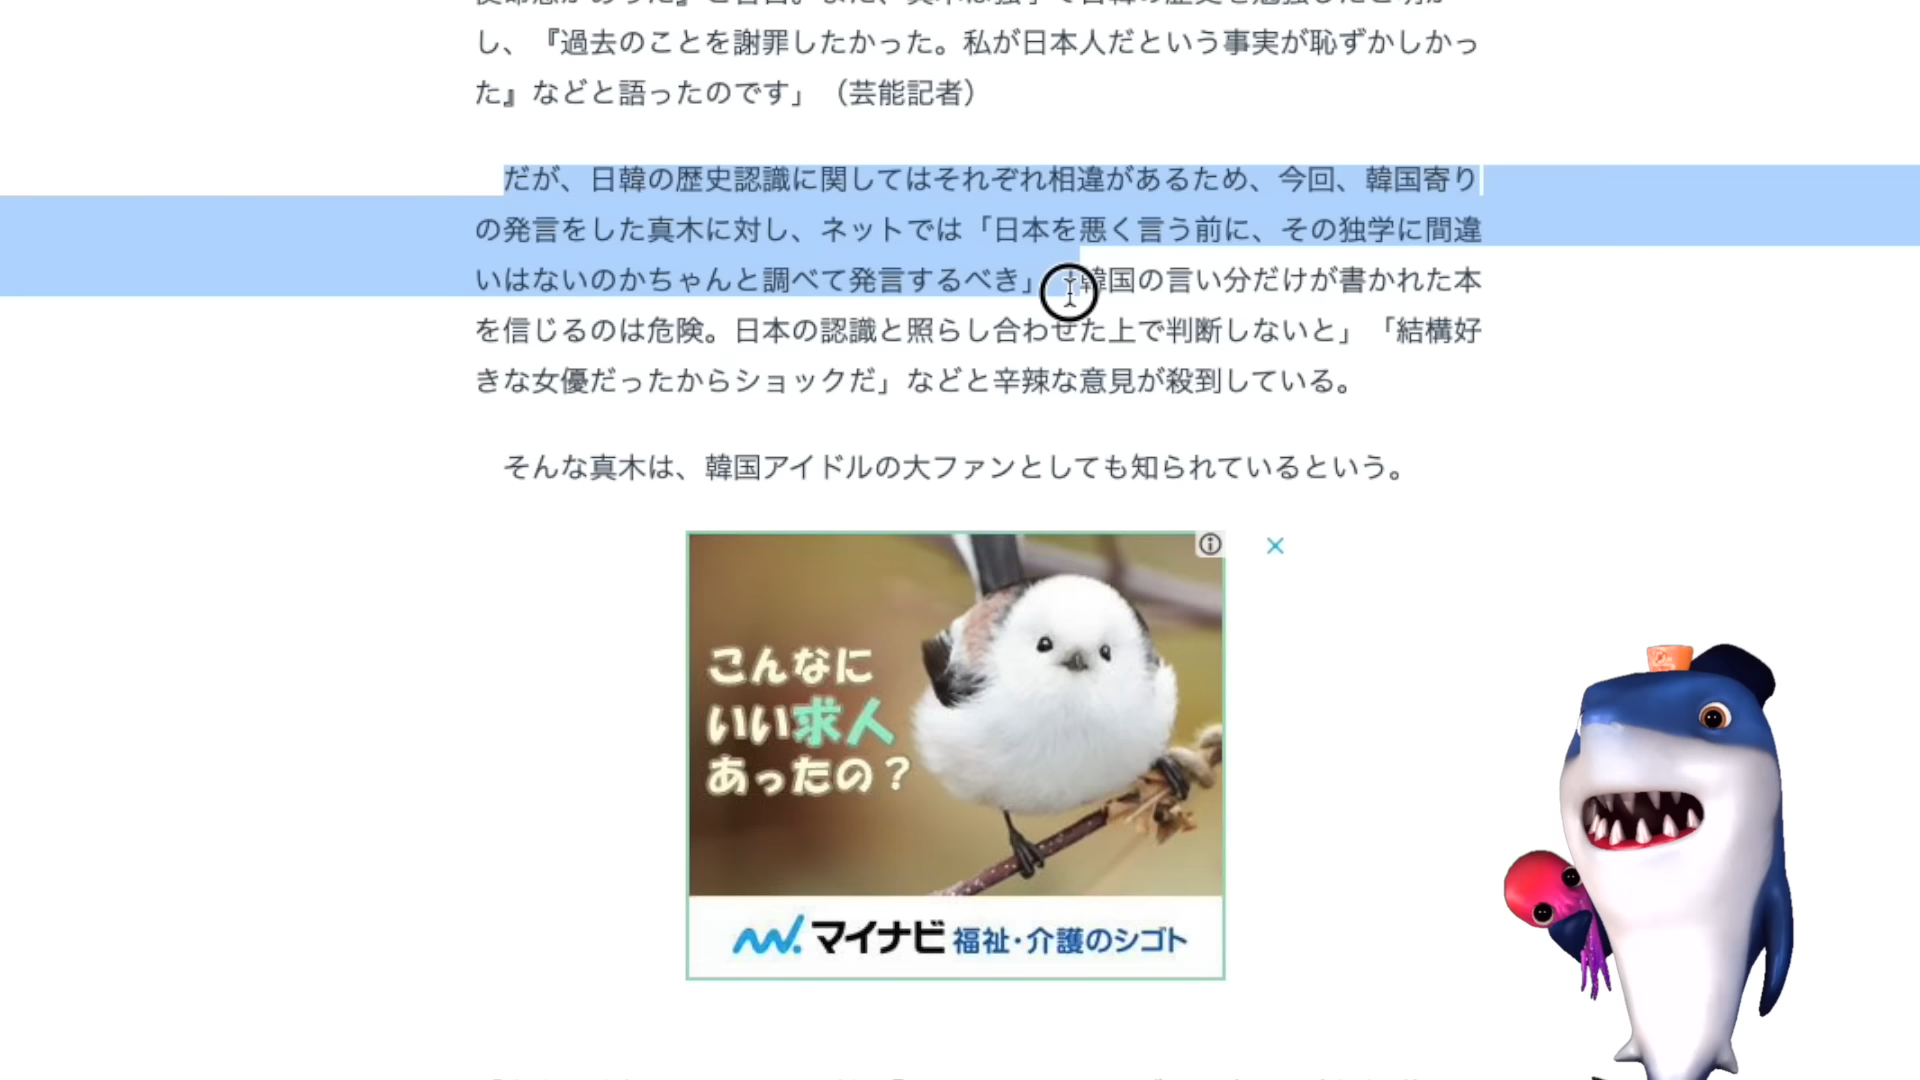 し、『過去のことを謝罪したかった。私が日本人だという事実が恥ずかしかっ
た』などと語ったのです」（芸能記者）
だが、日韓の歴史認識に関してはそれぞれ相違があるため、今回、韓国寄り
の発言をした真木に対し、ネットでは「日本を悪く言う前に、その独学に間違
いはないのかちゃんと調べて発言するべき」「韓国の言い分だけが書かれた本
を信じるのは危険。日本の認識と照らし合わせた上で判断しないと」「結構好
きな女優だったからショックだ」などと辛辣な意見が殺到している。
そんな真木は、韓国アイドルの大ファンとしても知られているという。
こんなに
いい求人
あったの？
マイナビ 福祉・介護のシゴト